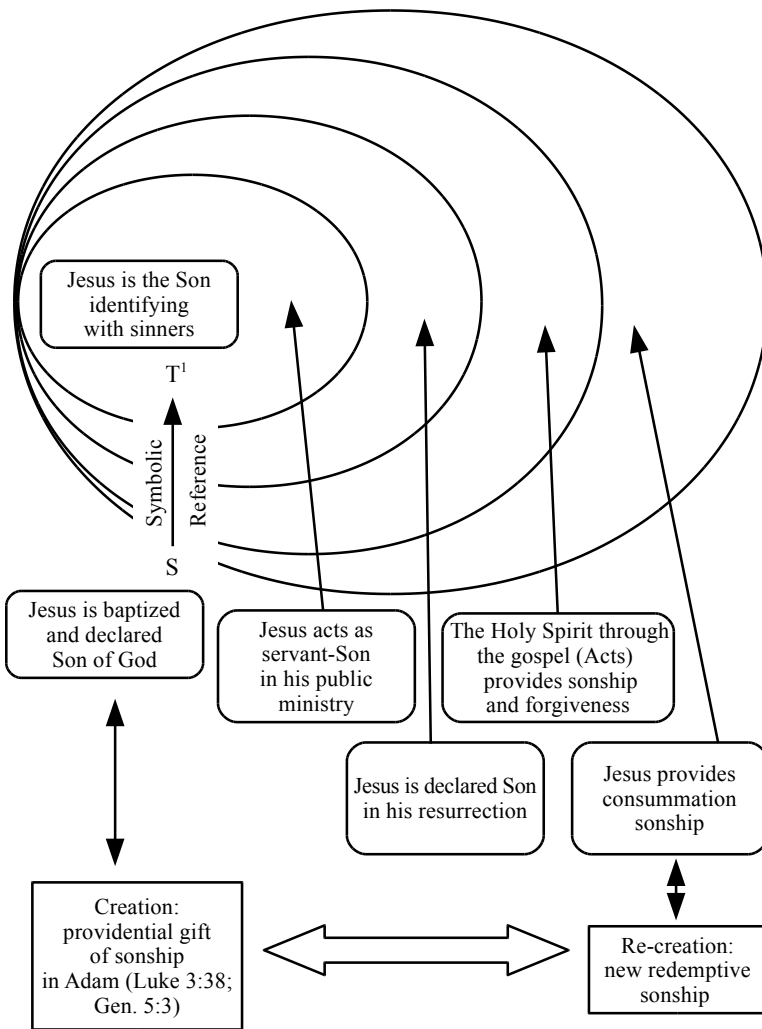 Jesus is the Son
identifying
with sinners
T¹
Symbolic
Reference
S
Jesus is baptized
and declared
Son of God
Jesus acts as
servant-Son
in his public
ministry
The Holy Spirit through
the gospel (Acts)
provides sonship
and forgiveness
Jesus is declared Son
in his resurrection
Jesus provides
consummation
sonship
Creation:
providential gift
of sonship
in Adam (Luke 3:38;
Gen. 5:3)
Re-creation:
new redemptive
sonship